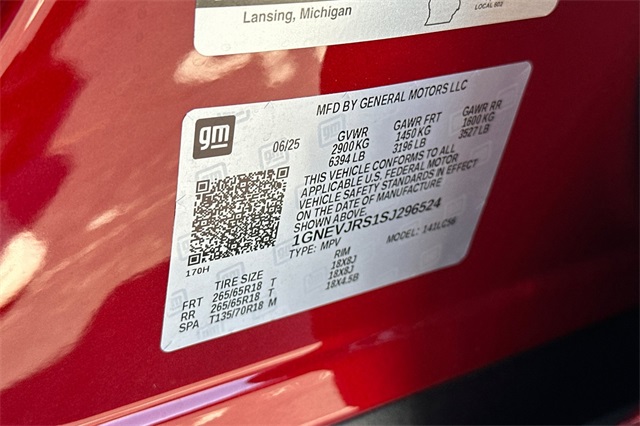 Lansing, Michigan
LOCAL 602
gm
MFD BY GENERAL MOTORS LLC
06/25
GVWR GAWR FRT GAWR RR
2900 KG 1450 KG 1600 KG
6394 LB 3196 LB 3527 LB
THIS VEHICLE CONFORMS TO ALL
APPLICABLE U.S. FEDERAL MOTOR
VEHICLE SAFETY STANDARDS IN EFFECT
ON THE DATE OF MANUFACTURE
SHOWN ABOVE.
1GNEVJRS1SJ296524
TYPE: MPV MODEL: 141LC56
170H
TIRE SIZE RIM
FRT 265/65R18 T 18X8J
RR 265/65R18 T 18X8J
SPA T135/70R18 M 18X4.5B